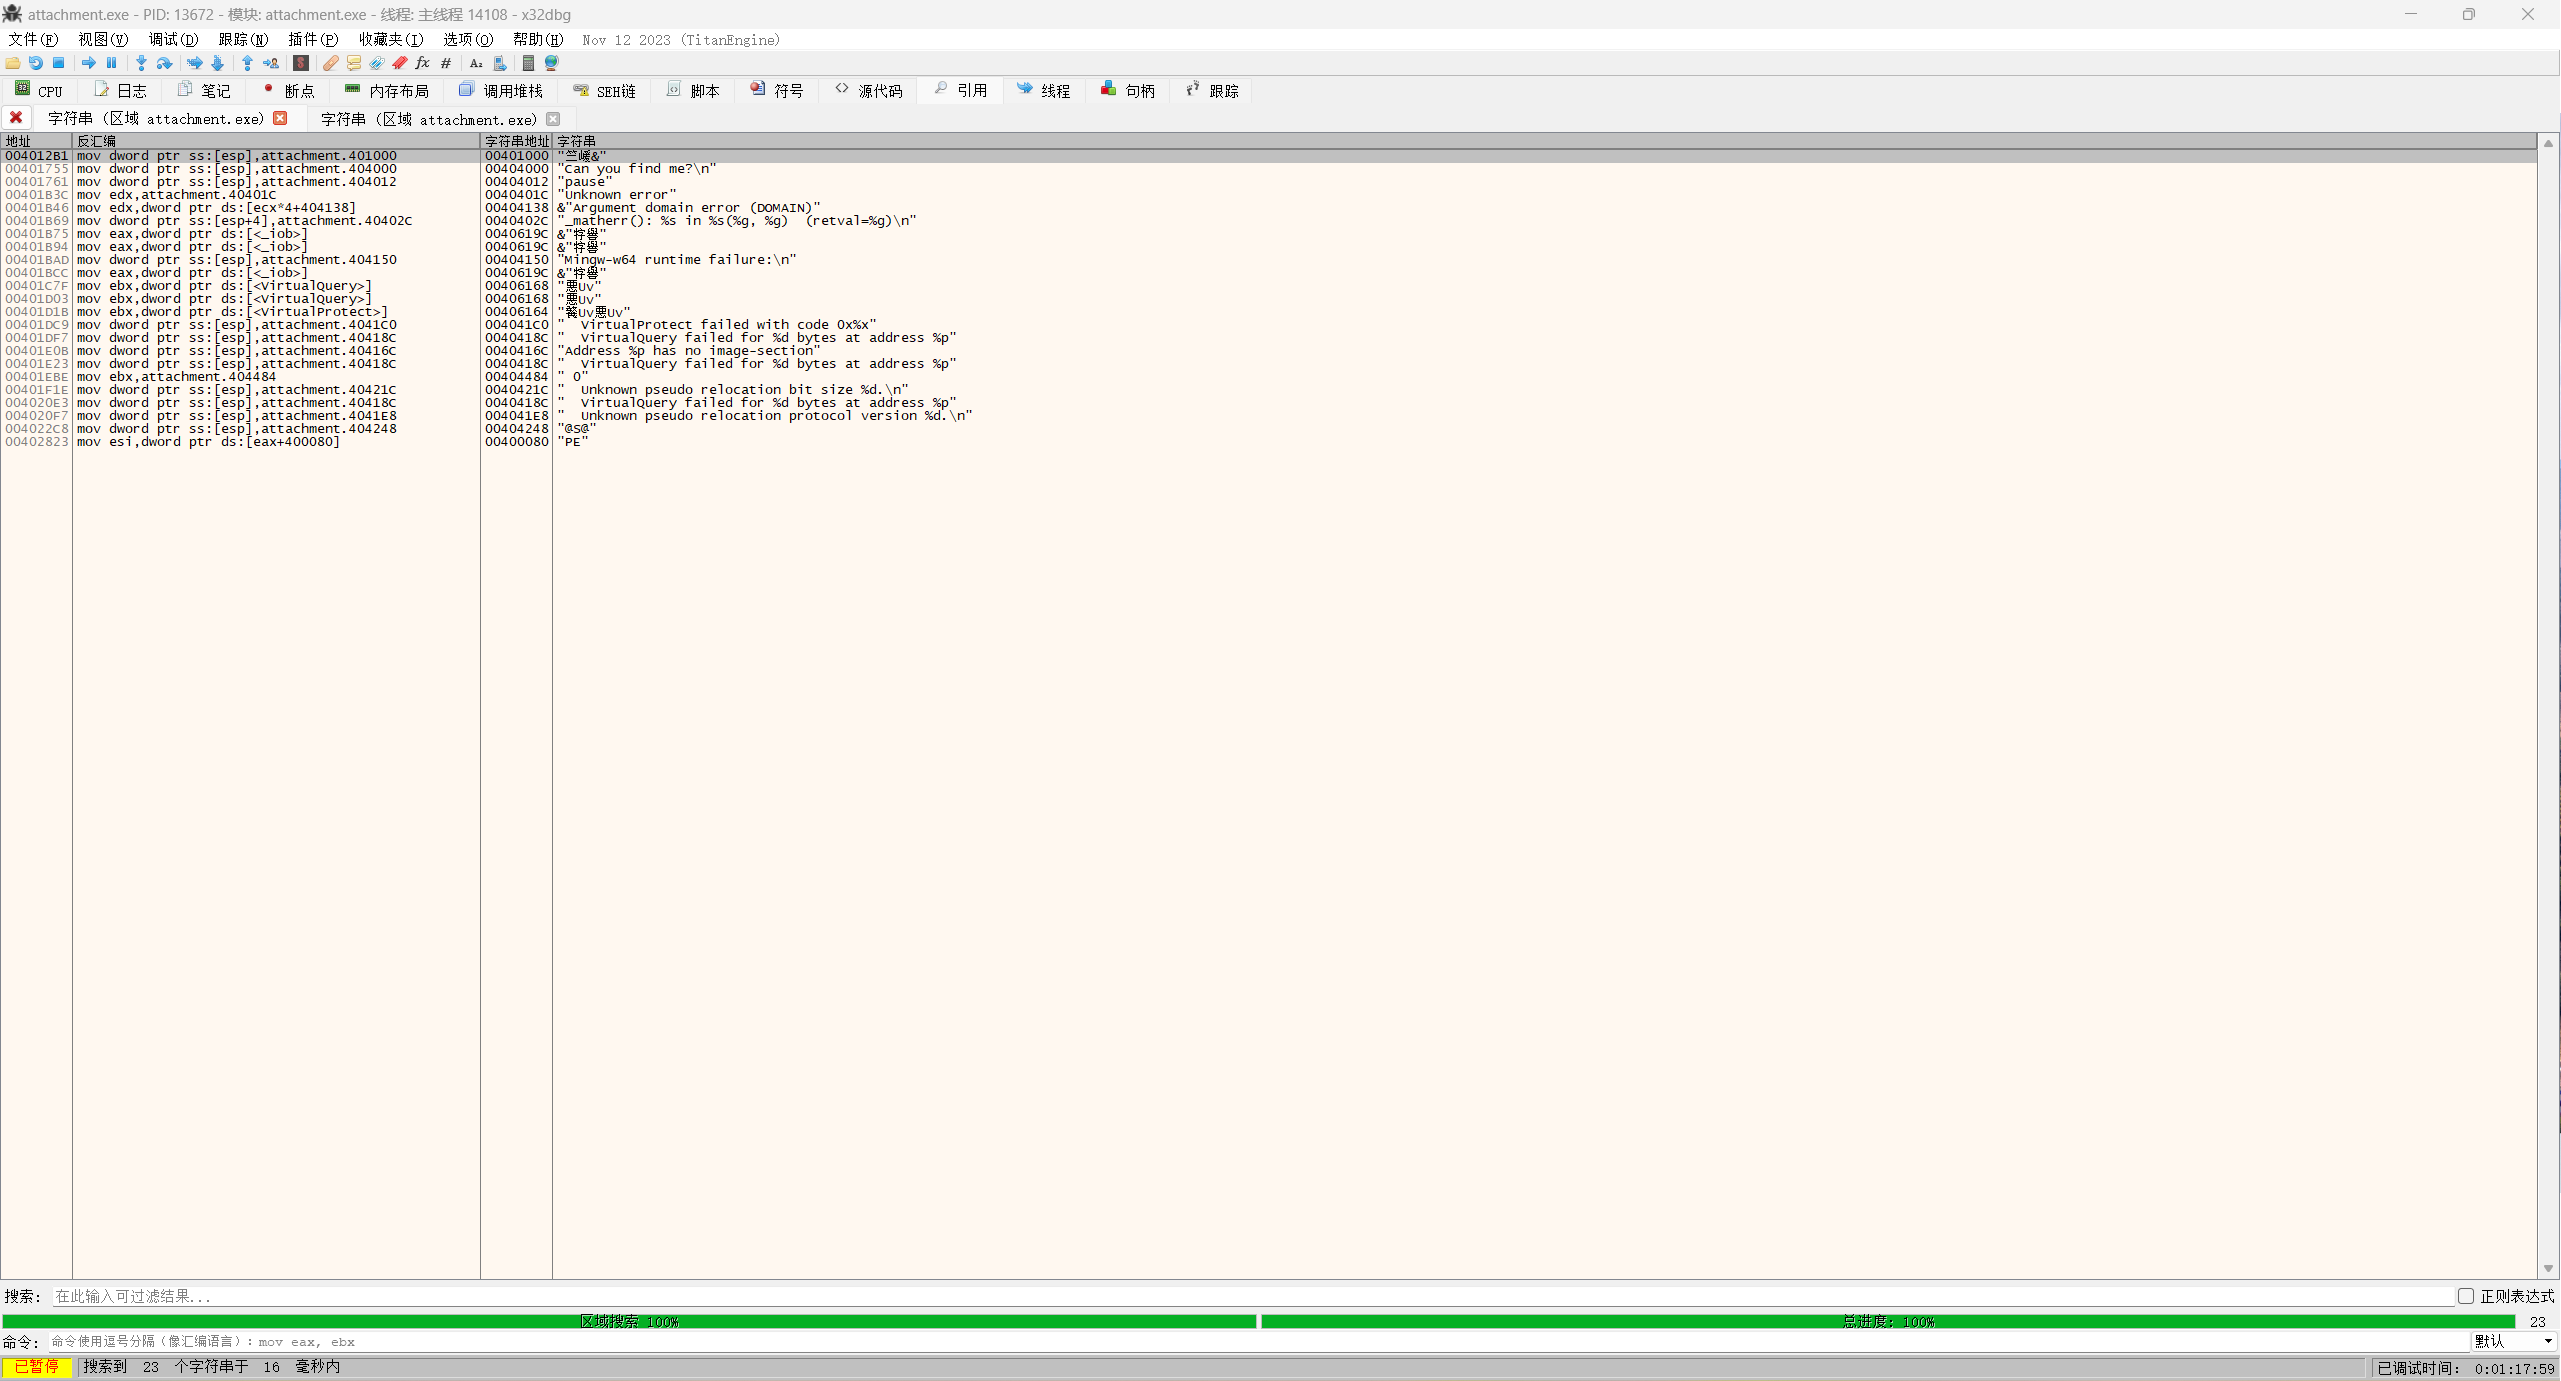 attachment.exe - PID: 13672 - 模块: attachment.exe - 线程: 主线程 14108 - x32dbg
文件(F) 视图(V) 调试(D) 跟踪(N) 插件(P) 收藏夹(I) 选项(O) 帮助(H) Nov 12 2023 (TitanEngine)
CPU 日志 笔记 断点 内存布局 调用堆栈 SEH链 脚本 符号 源代码 引用 线程 句柄 跟踪
字符串 (区域 attachment.exe) 字符串 (区域 attachment.exe)
地址 反汇编 字符串地址 字符串
004012B1 mov dword ptr ss:[esp],attachment.401000 00401000
00401755 mov dword ptr ss:[esp],attachment.404000 00404000 "Can you find me?\n"
00401761 mov dword ptr ss:[esp],attachment.404012 00404012 "pause"
00401B3C mov edx,attachment.40401C 0040401C "Unknown error"
00401B46 mov edx,dword ptr ds:[ecx*4+404138] 00404138 &"Argument domain error (DOMAIN)"
00401B69 mov dword ptr ss:[esp+4],attachment.40402C 0040402C "_matherr(): %s in %s(%g, %g)  (retval=%g)\n"
00401B75 mov eax,dword ptr ds:[<_iob>] 0040619C
00401B94 mov eax,dword ptr ds:[<_iob>] 0040619C
00401BAD mov dword ptr ss:[esp],attachment.404150 00404150 "Mingw-w64 runtime failure:\n"
00401BCC mov eax,dword ptr ds:[<_iob>] 0040619C
00401C7F mov ebx,dword ptr ds:[<VirtualQuery>] 00406168 "悪Uv"
00401D03 mov ebx,dword ptr ds:[<VirtualQuery>] 00406168 "悪Uv"
00401D1B mov ebx,dword ptr ds:[<VirtualProtect>] 00406164
00401DC9 mov dword ptr ss:[esp],attachment.4041C0 004041C0 "  VirtualProtect failed with code 0x%x"
00401DF7 mov dword ptr ss:[esp],attachment.40418C 0040418C "  VirtualQuery failed for %d bytes at address %p"
00401E0B mov dword ptr ss:[esp],attachment.40416C 0040416C "Address %p has no image-section"
00401E23 mov dword ptr ss:[esp],attachment.40418C 0040418C "  VirtualQuery failed for %d bytes at address %p"
00401EBE mov ebx,attachment.404484 00404484 " 0"
00401F1E mov dword ptr ss:[esp],attachment.40421C 0040421C "  Unknown pseudo relocation bit size %d.\n"
004020E3 mov dword ptr ss:[esp],attachment.40418C 0040418C "  VirtualQuery failed for %d bytes at address %p"
004020F7 mov dword ptr ss:[esp],attachment.4041E8 004041E8 "  Unknown pseudo relocation protocol version %d.\n"
004022C8 mov dword ptr ss:[esp],attachment.404248 00404248 "@S@"
00402823 mov esi,dword ptr ds:[eax+400080] 00400080 "PE"
搜索: 在此输入可过滤结果... 正则表达式
区域搜索 100% 总进度: 100% 23
命令: 命令使用逗号分隔(像汇编语言): mov eax, ebx 默认
已暂停 搜索到 23 个字符串于 16 毫秒内 已调试时间: 0:01:17:59